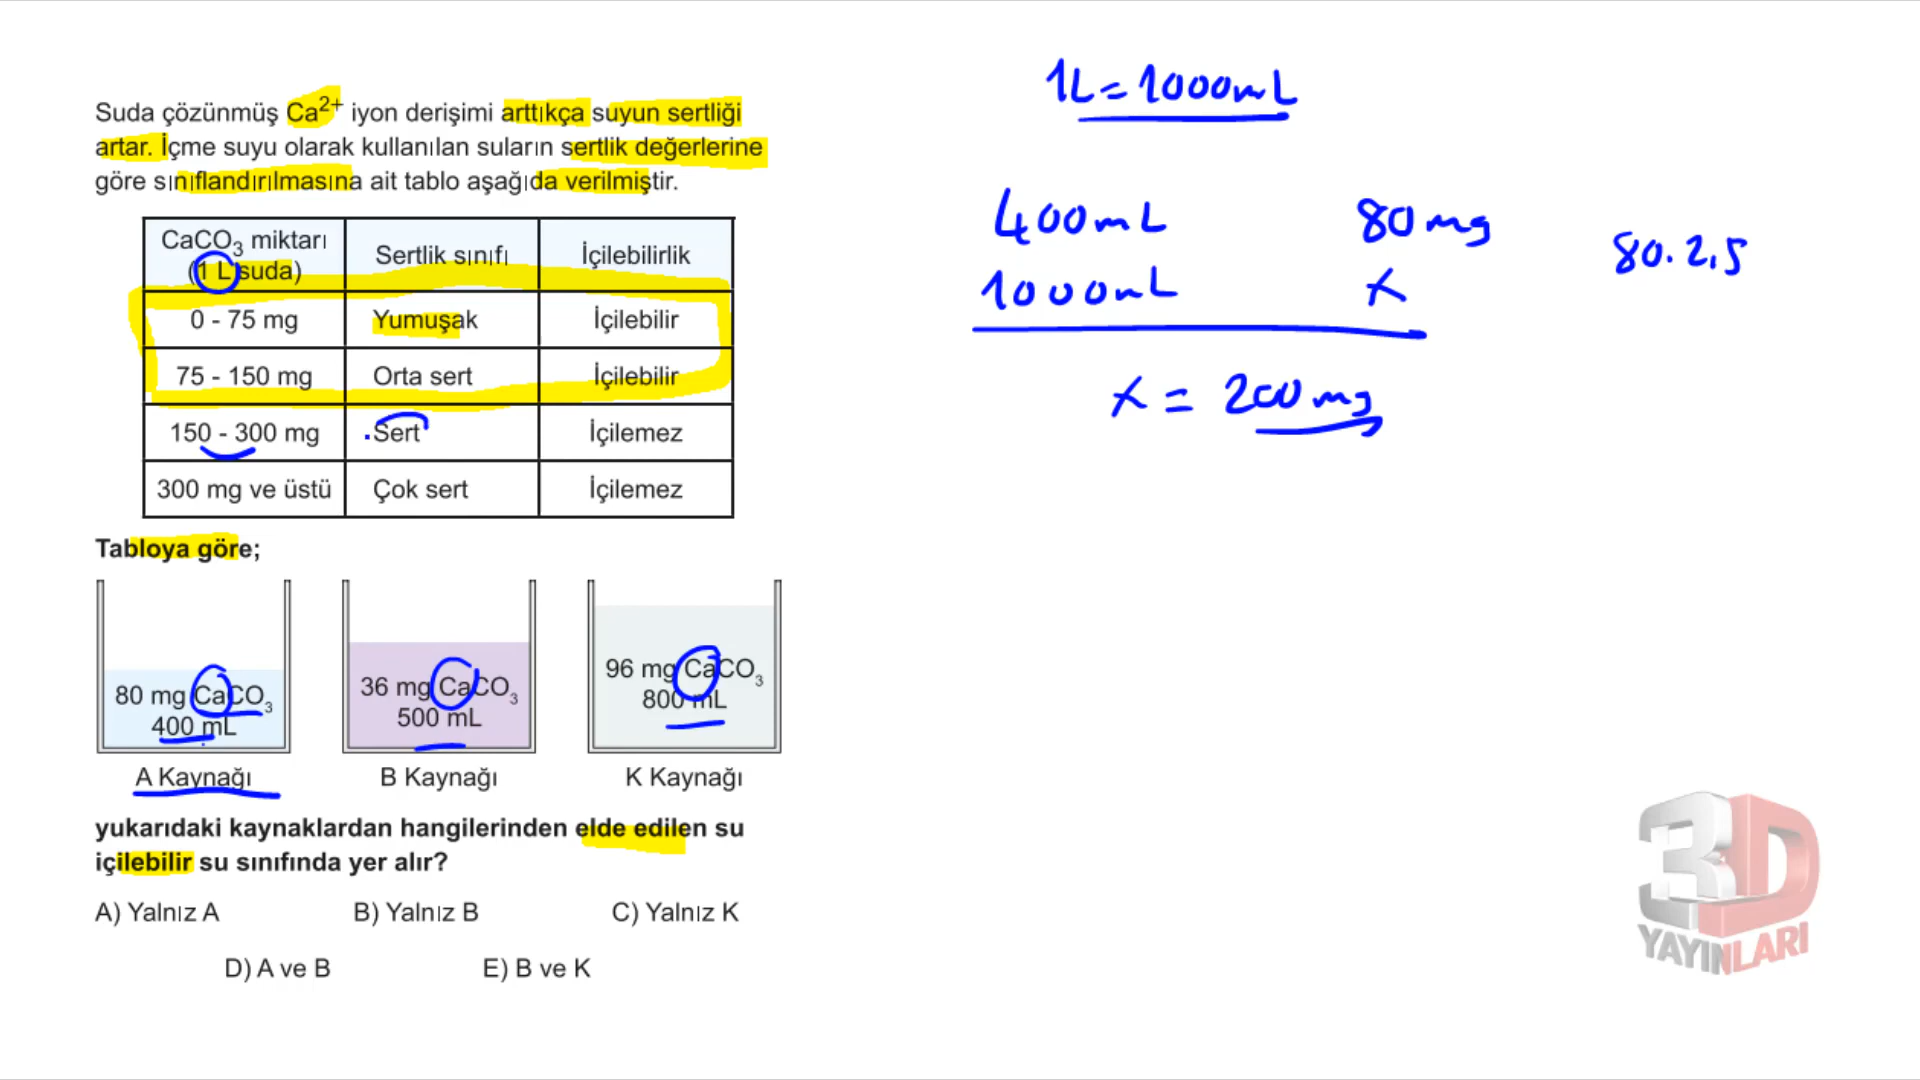 Suda çözünmüş Ca2+ iyon derişimi arttıkça suyun sertliği
artar. İçme suyu olarak kullanılan suların sertlik değerlerine
göre sınıflandırılmasına ait tablo aşağıda verilmiştir.
CaCO3 miktarı (1 L suda) Sertlik sınıfı İçilebilirlik
0 - 75 mg Yumuşak İçilebilir
75 - 150 mg Orta sert İçilebilir
150 - 300 mg Sert İçilemez
300 mg ve üstü Çok sert İçilemez
Tabloya göre;
80 mg CaCO3
400 mL
A Kaynağı
36 mg CaCO3
500 mL
B Kaynağı
96 mg CaCO3
800 mL
K Kaynağı
yukarıdaki kaynaklardan hangilerinden elde edilen su
içilebilir su sınıfında yer alır?
A) Yalnız A B) Yalnız B C) Yalnız K
D) A ve B E) B ve K
1L = 1000mL
400mL 80mg
1000mL x
80.2,5
x = 200mg
3D
YAYINLARI